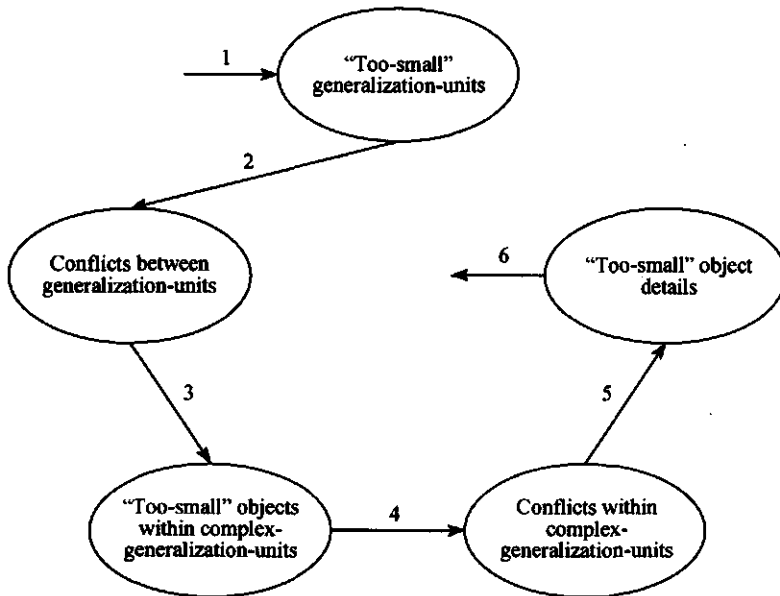 1
“Too-small”
generalization-units
2
Conflicts between
generalization-units
3
“Too-small” objects
within complex-
generalization-units
4
Conflicts within
complex-
generalization-units
5
“Too-small” object
details
6